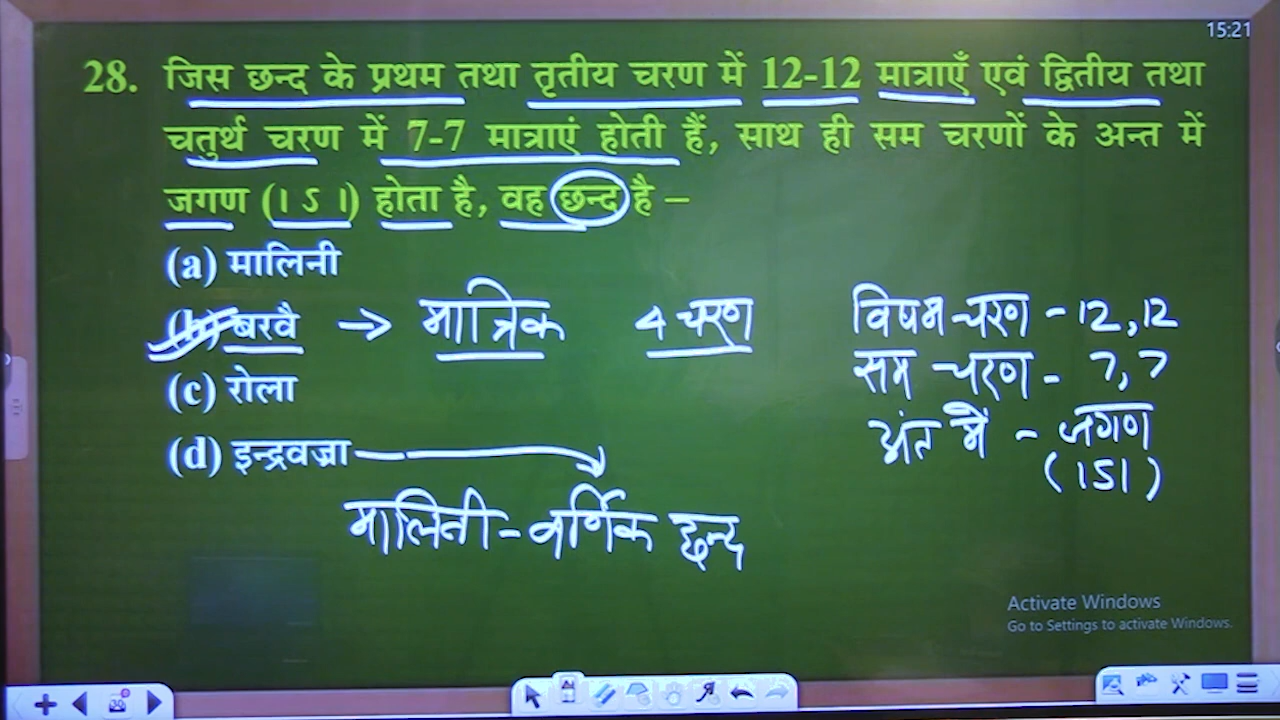 15:21
28. जिस छन्द के प्रथम तथा तृतीय चरण में 12-12 मात्राएँ एवं द्वितीय तथा
चतुर्थ चरण में 7-7 मात्राएं होती हैं, साथ ही सम चरणों के अन्त में
जगण (। ऽ ।) होता है, वह छन्द है –
(a) मालिनी
(b) बरवै → मात्रिक 4 चरण
(c) रोला
(d) इन्द्रवज्रा
मालिनी - वर्णिक छन्द
विषम चरण - 12, 12
सम चरण - 7, 7
अंत में - जगण
(।ऽ।)
Activate Windows
Go to Settings to activate Windows.